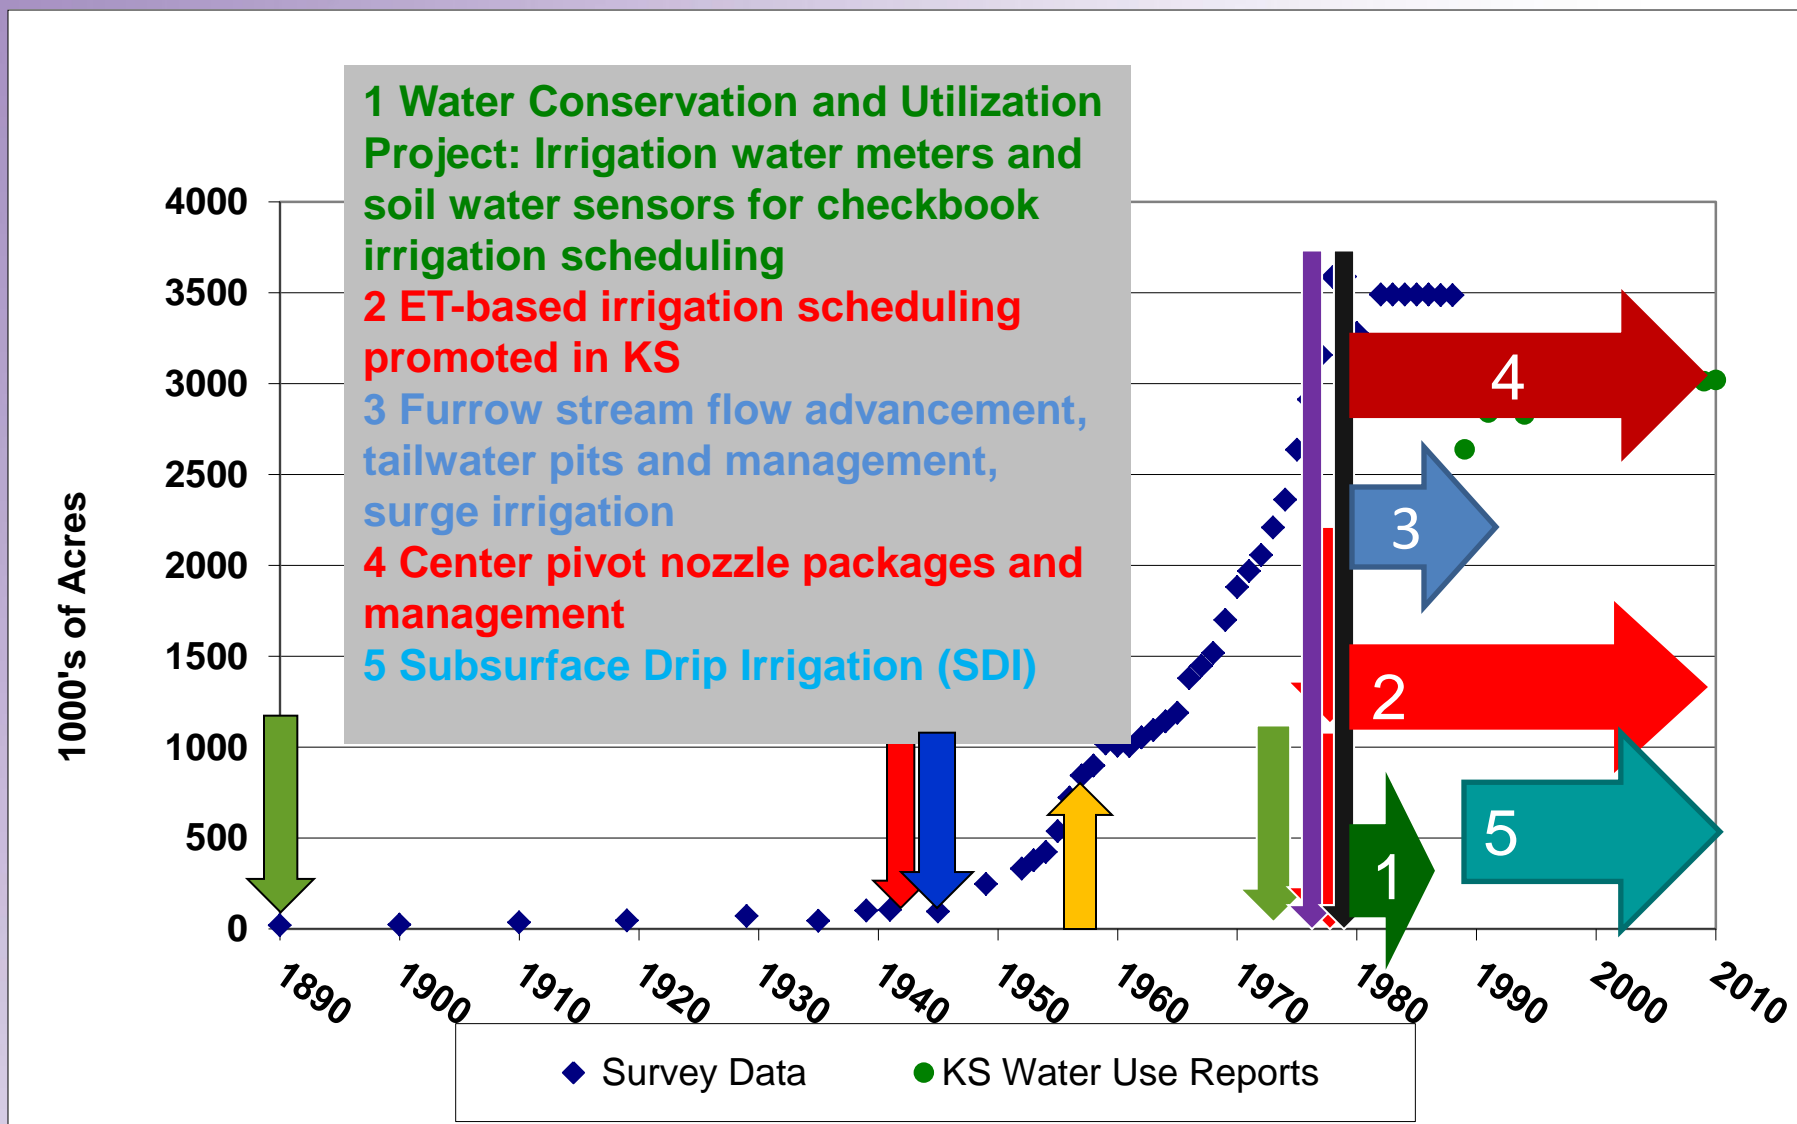 1 Water Conservation and Utilization
Project: Irrigation water meters and
soil water sensors for checkbook
irrigation scheduling
2 ET-based irrigation scheduling
promoted in KS
3 Furrow stream flow advancement,
tailwater pits and management,
surge irrigation
4 Center pivot nozzle packages and
management
5 Subsurface Drip Irrigation (SDI)
1000's of Acres
4000
3500
3000
2500
2000
1500
1000
500
0
4
3
2
5
1
1890
1900
1910
1920
1930
1940
1950
1960
1970
1980
1990
2000
2010
Survey Data
KS Water Use Reports